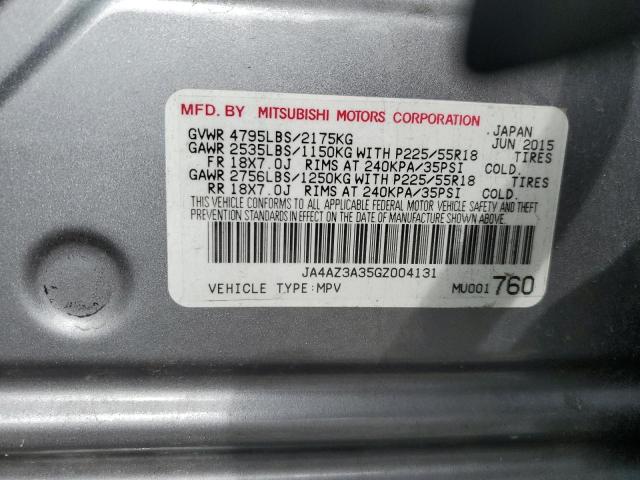 MFD. BY MITSUBISHI MOTORS CORPORATION
GVWR 4795LBS/2175KG JAPAN JUN 2015
GAWR 2535LBS/1150KG WITH P225/55R18 TIRES
FR 18X7.0J RIMS AT 240KPA/35PSI COLD.
GAWR 2756LBS/1250KG WITH P225/55R18 TIRES
RR 18X7.0J RIMS AT 240KPA/35PSI COLD.
THIS VEHICLE CONFORMS TO ALL APPLICABLE FEDERAL MOTOR VEHICLE SAFETY AND THEFT
PREVENTION STANDARDS IN EFFECT ON THE DATE OF MANUFACTURE SHOWN ABOVE.
JA4AZ3A35GZ004131
VEHICLE TYPE:MPV MU001760